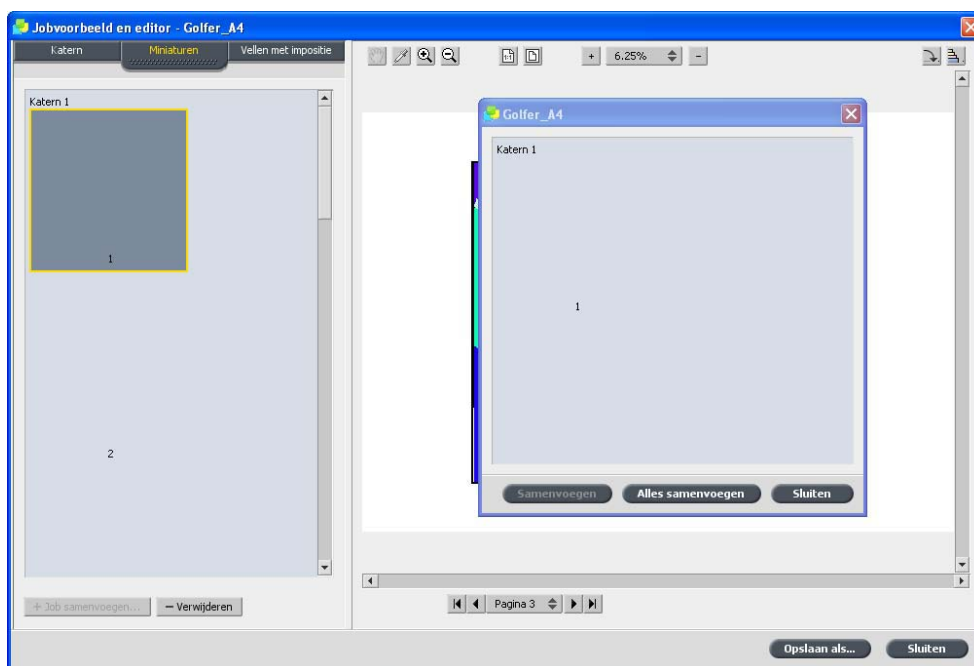 Jobvoorbeeld en editor - Golfer_A4
Katern Miniaturen Vellen met impositie
6.25%
Katern 1
1
2
Golfer_A4
Katern 1
1
Samenvoegen Alles samenvoegen Sluiten
+ Job samenvoegen... − Verwijderen
Pagina 3
Opslaan als... Sluiten